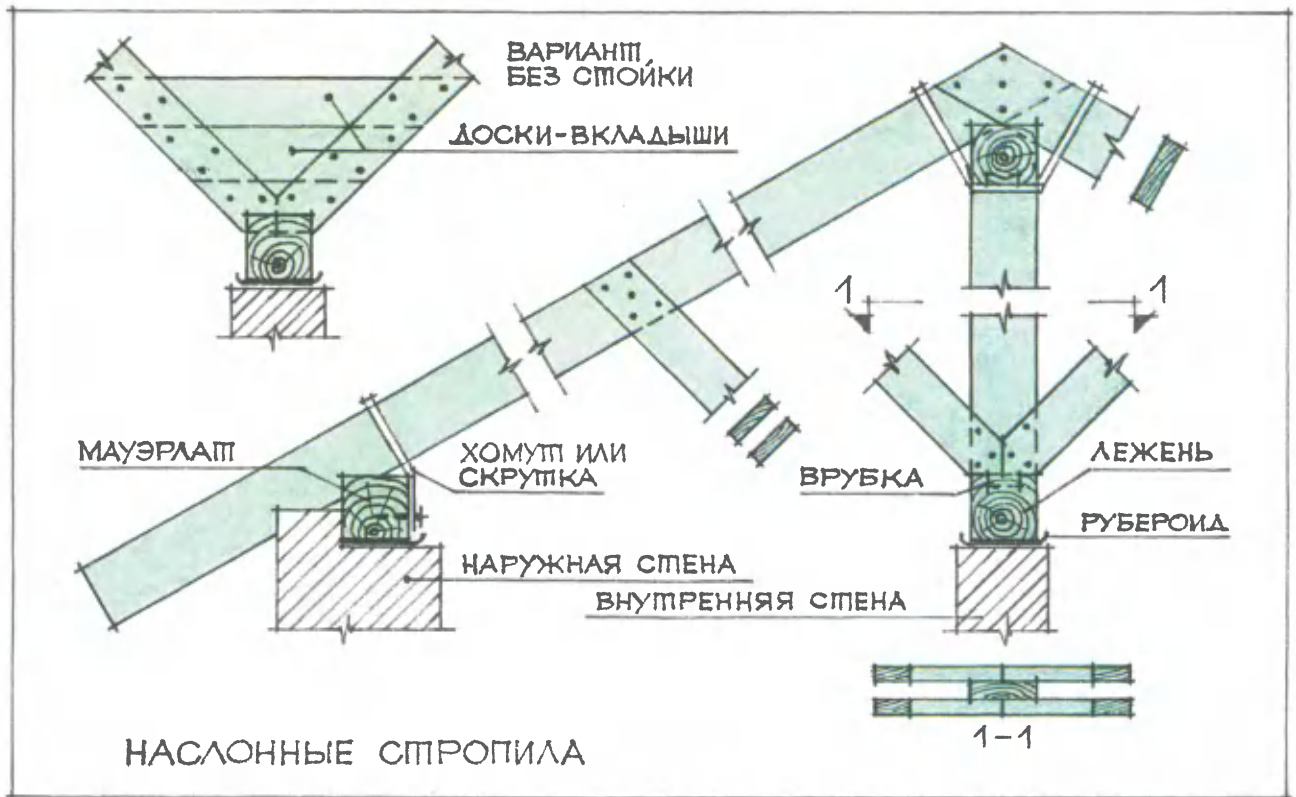 ВАРИАНТ
БЕЗ СТОЙКИ
ДОСКИ-ВКЛАДЫШИ
1
1
МАУЭРЛАТ
ХОМУТ ИЛИ
СКРУТКА
ВРУБКА
ЛЕЖЕНЬ
РУБЕРОИД
НАРУЖНАЯ СТЕНА
ВНУТРЕННЯЯ СТЕНА
1-1
НАСЛОННЫЕ СТРОПИЛА